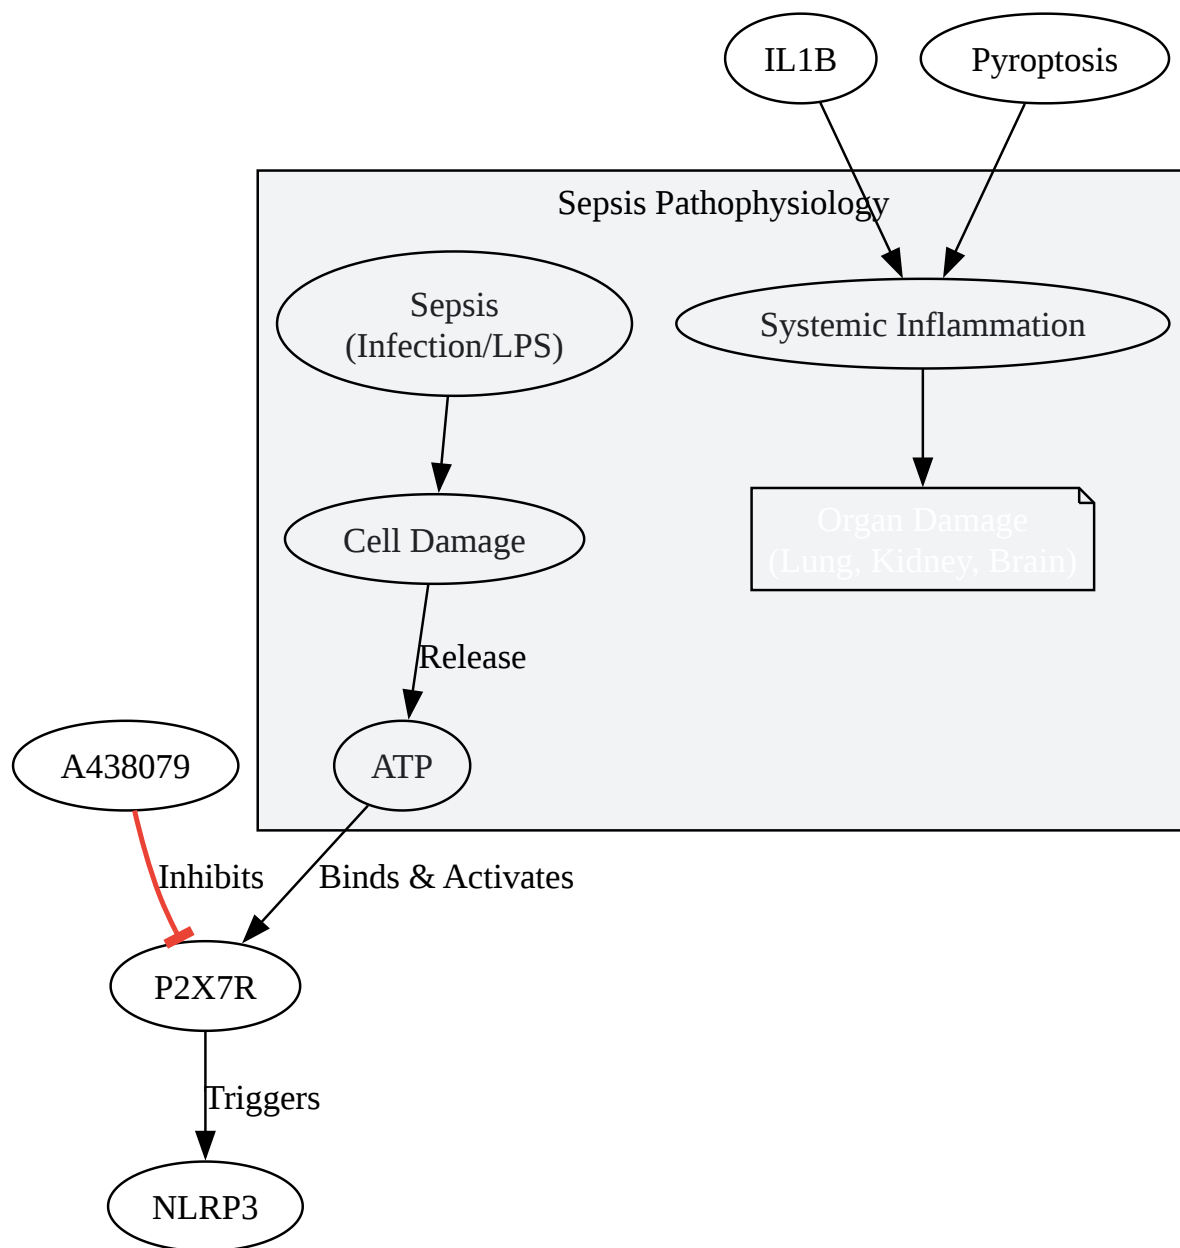 IL1B
Pyroptosis
Sepsis Pathophysiology
Sepsis
(Infection/LPS)
Systemic Inflammation
Cell Damage
Organ Damage
(Lung, Kidney, Brain)
Release
A438079
ATP
Inhibits
Binds & Activates
P2X7R
Triggers
NLRP3